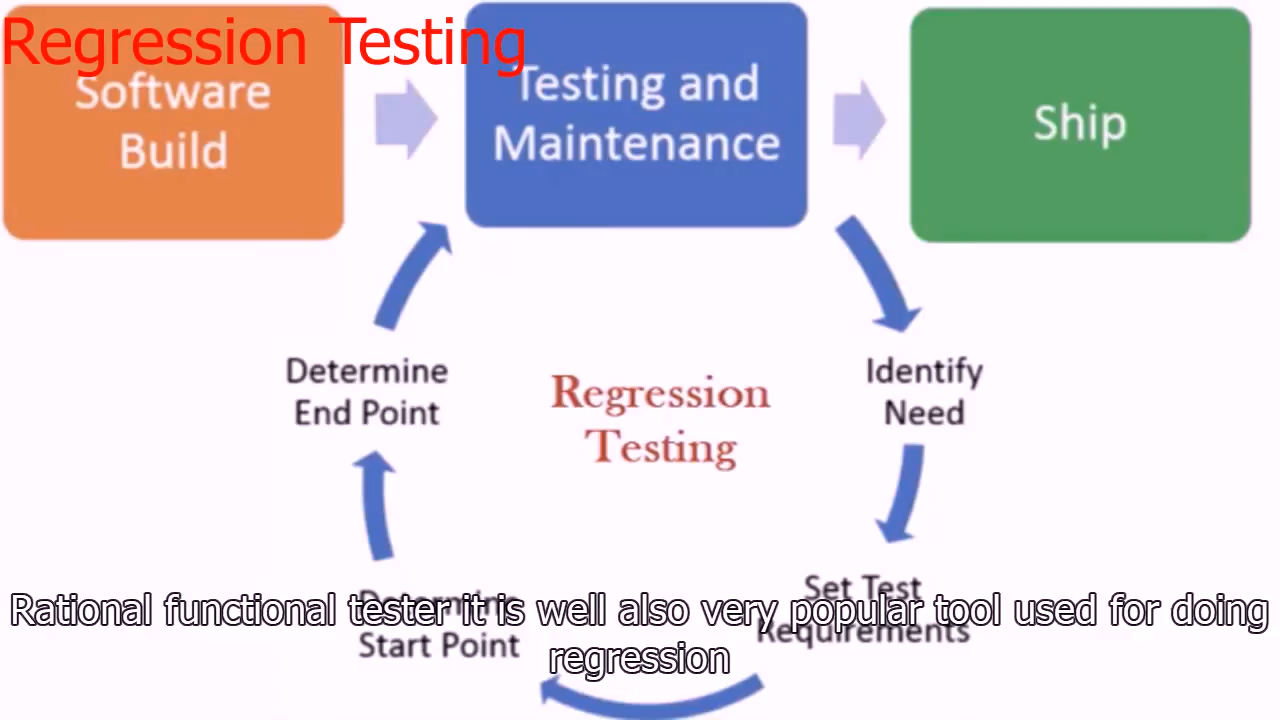 Regression Testing
Software
Build
Testing and
Maintenance
Ship
Determine
End Point
Regression
Testing
Identify
Need
Set Test
Requirements
Determine
Start Point
Rational functional tester it is well also very popular tool used for doing
regression